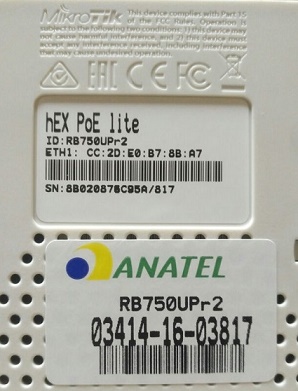 MikroTik This device complies with Part 15
of the FCC Rules. Operation is
subject to the following two conditions: (1) this device may
not cause harmful interference, and (2) this device must
accept any interference received, including interference
that may cause undesired operation.
EAC CE FC
hEX PoE lite
ID:RB750UPr2
ETH1: CC:2D:E0:B7:8B:A7
SN:8B020876C95A/817
ANATEL
RB750UPr2
03414-16-03817